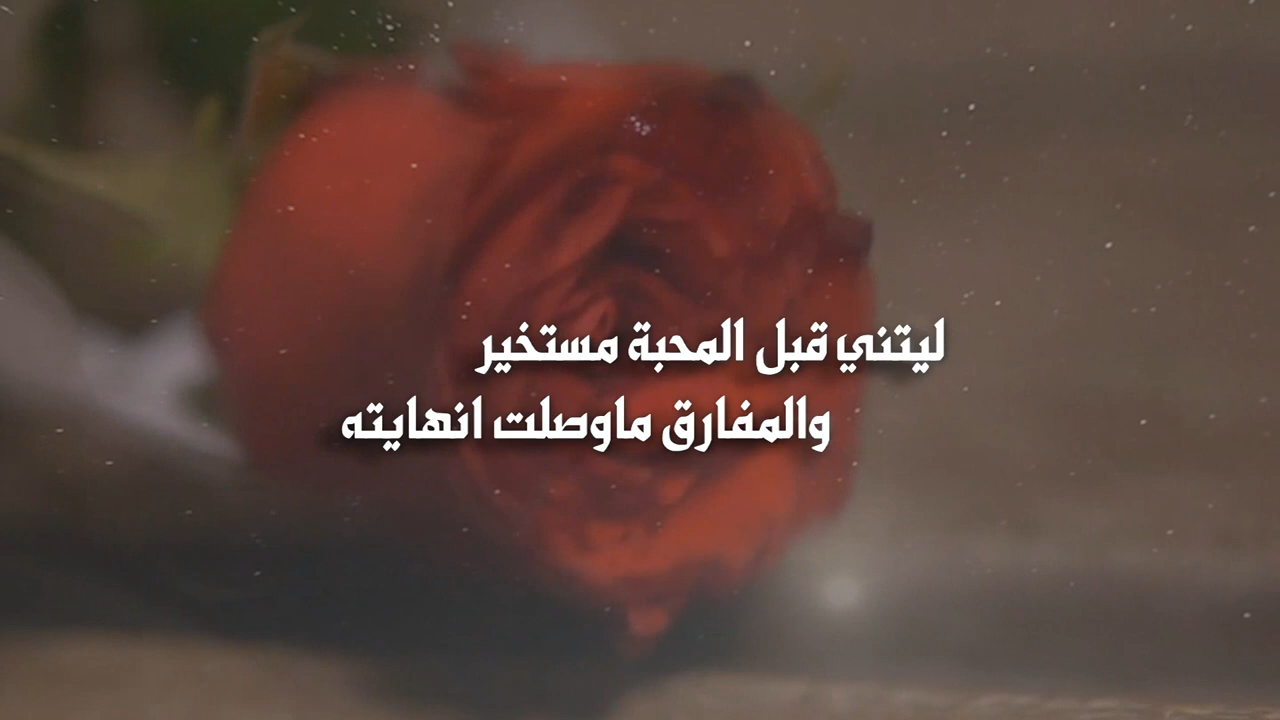 ليتني قبل المحبة مستخير
والمفارق ماوصلت انهايته